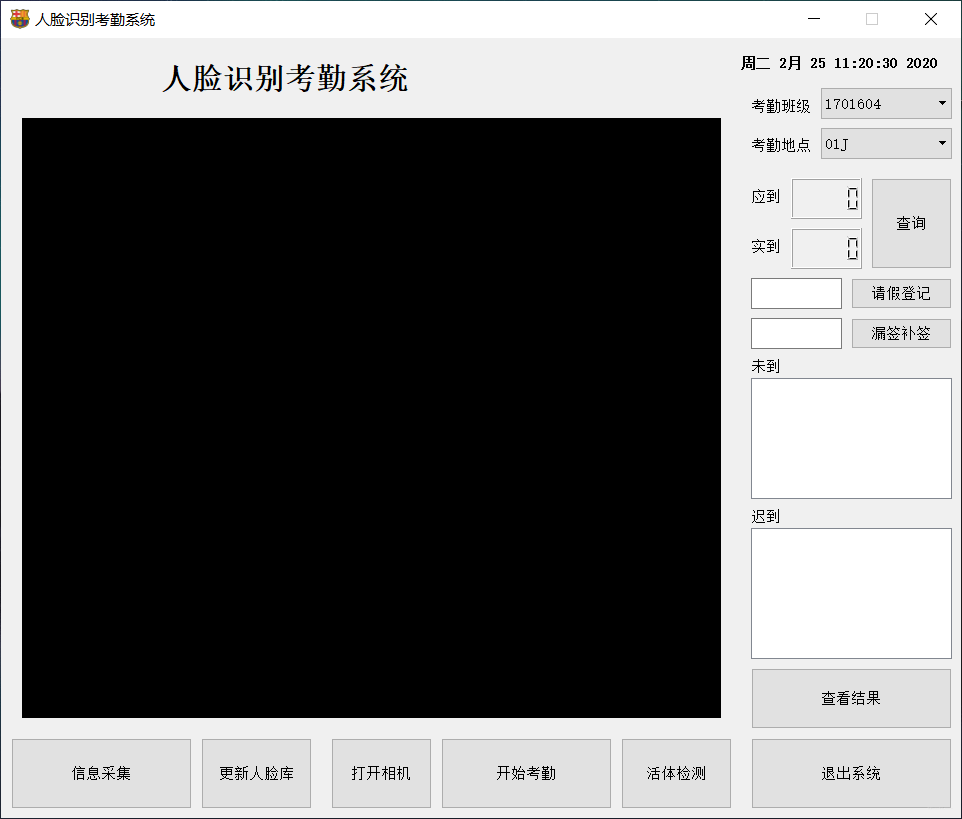 人脸识别考勤系统
人脸识别考勤系统
周二 2月 25 11:20:30 2020
考勤班级 1701604
考勤地点 01J
应到 0
查询
实到 0
请假登记
漏签补签
未到
迟到
查看结果
信息采集 更新人脸库 打开相机 开始考勤 活体检测 退出系统